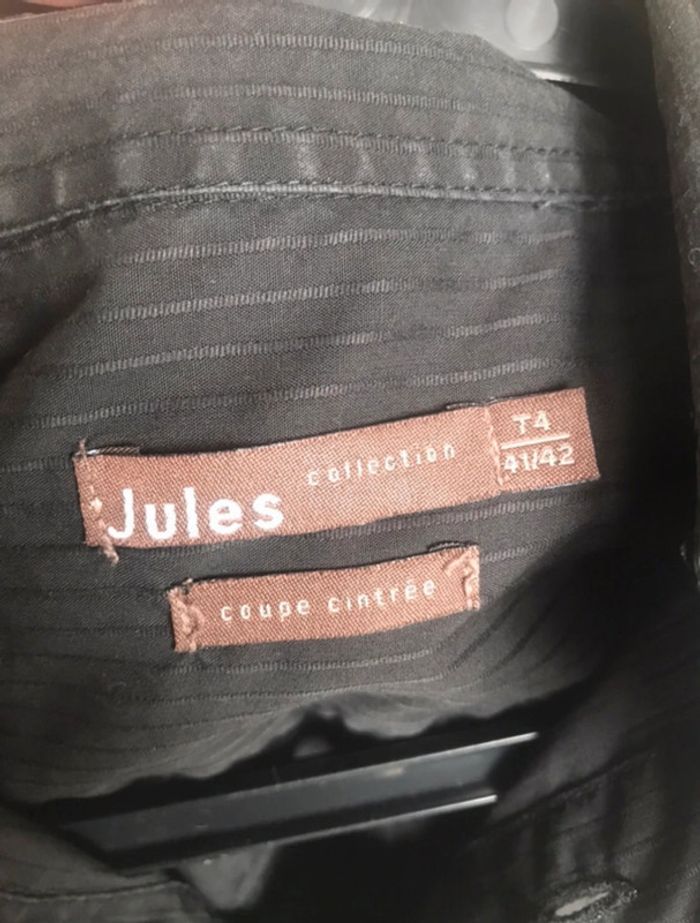 Jules collection
T4
41/42
coupe cintrée